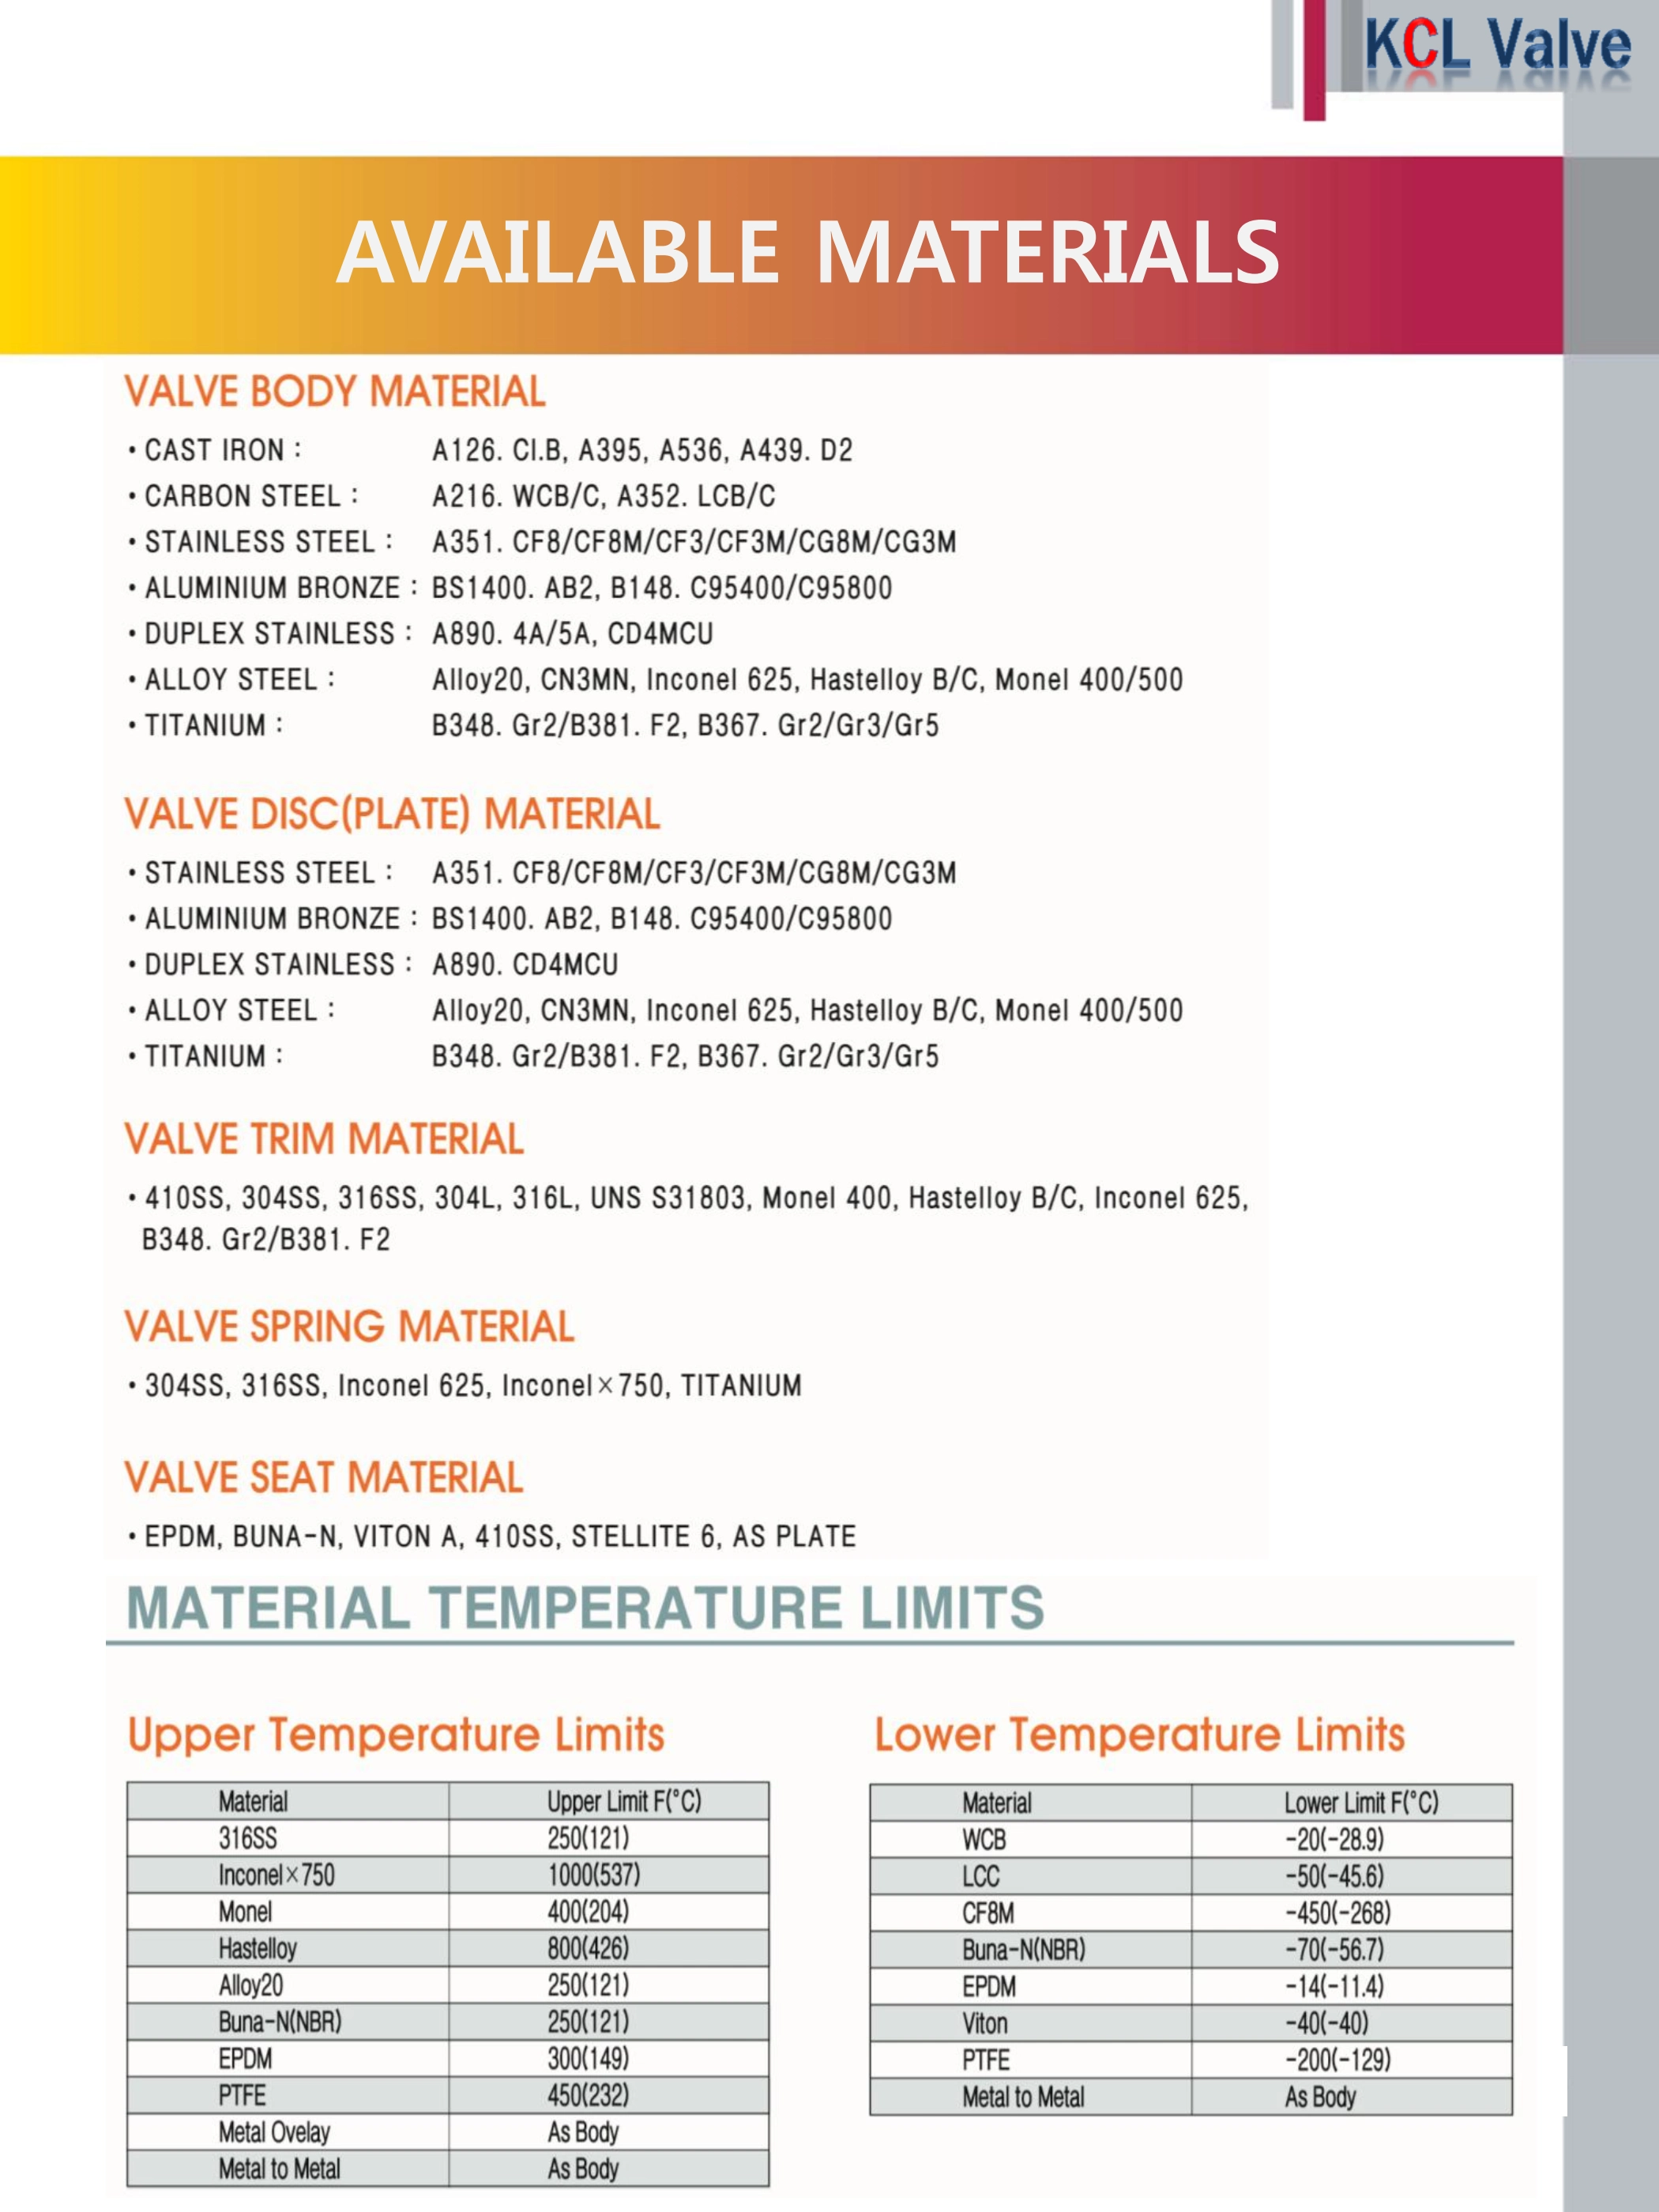 KCL Valve
AVAILABLE MATERIALS
VALVE BODY MATERIAL
• CAST IRON : A126. CI.B, A395, A536, A439. D2
• CARBON STEEL : A216. WCB/C, A352. LCB/C
• STAINLESS STEEL : A351. CF8/CF8M/CF3/CF3M/CG8M/CG3M
• ALUMINIUM BRONZE : BS1400. AB2, B148. C95400/C95800
• DUPLEX STAINLESS : A890. 4A/5A, CD4MCU
• ALLOY STEEL : Alloy20, CN3MN, Inconel 625, Hastelloy B/C, Monel 400/500
• TITANIUM : B348. Gr2/B381. F2, B367. Gr2/Gr3/Gr5
VALVE DISC(PLATE) MATERIAL
• STAINLESS STEEL : A351. CF8/CF8M/CF3/CF3M/CG8M/CG3M
• ALUMINIUM BRONZE : BS1400. AB2, B148. C95400/C95800
• DUPLEX STAINLESS : A890. CD4MCU
• ALLOY STEEL : Alloy20, CN3MN, Inconel 625, Hastelloy B/C, Monel 400/500
• TITANIUM : B348. Gr2/B381. F2, B367. Gr2/Gr3/Gr5
VALVE TRIM MATERIAL
• 410SS, 304SS, 316SS, 304L, 316L, UNS S31803, Monel 400, Hastelloy B/C, Inconel 625,
B348. Gr2/B381. F2
VALVE SPRING MATERIAL
• 304SS, 316SS, Inconel 625, Inconel×750, TITANIUM
VALVE SEAT MATERIAL
• EPDM, BUNA-N, VITON A, 410SS, STELLITE 6, AS PLATE
MATERIAL TEMPERATURE LIMITS
Upper Temperature Limits
Material Upper Limit F(°C)
316SS 250(121)
Inconel×750 1000(537)
Monel 400(204)
Hastelloy 800(426)
Alloy20 250(121)
Buna-N(NBR) 250(121)
EPDM 300(149)
PTFE 450(232)
Metal Ovelay As Body
Metal to Metal As Body
Lower Temperature Limits
Material Lower Limit F(°C)
WCB -20(-28.9)
LCC -50(-45.6)
CF8M -450(-268)
Buna-N(NBR) -70(-56.7)
EPDM -14(-11.4)
Viton -40(-40)
PTFE -200(-129)
Metal to Metal As Body